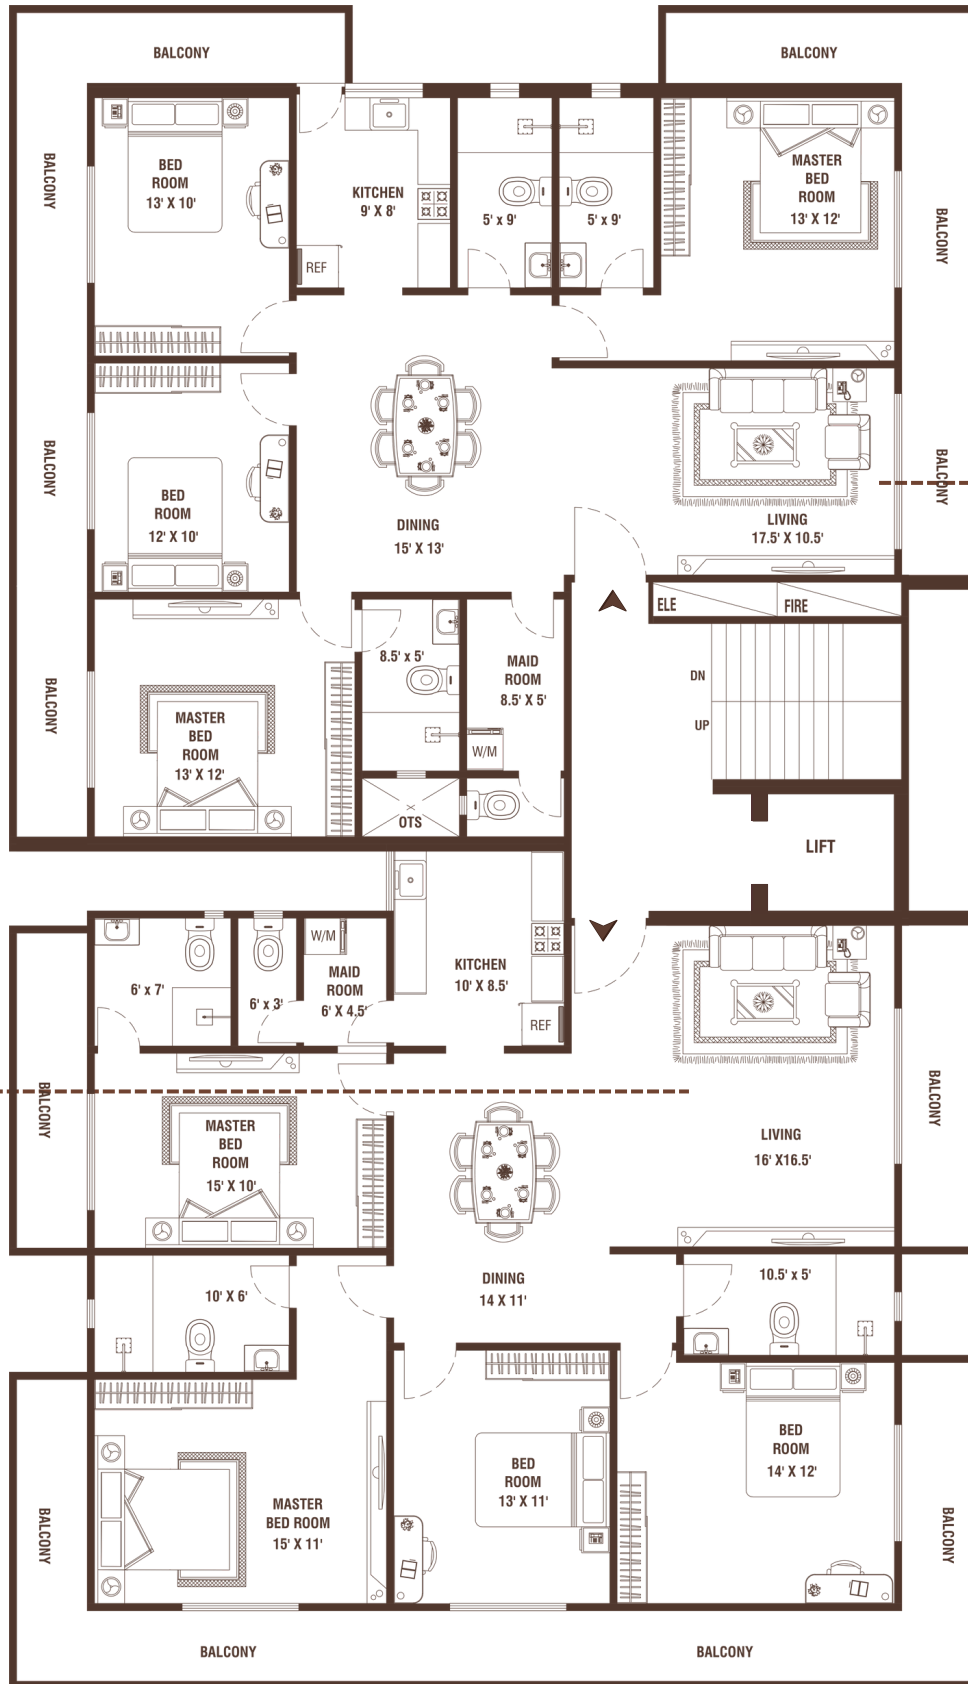 BALCONY
BALCONY
BALCONY
BED
ROOM
13' X 10'
KITCHEN
9' X 8'
REF
5' x 9'
5' x 9'
MASTER
BED
ROOM
13' X 12'
BALCONY
BALCONY
BED
ROOM
12' X 10'
DINING
15' X 13'
LIVING
17.5' X 10.5'
BALCONY
ELE
FIRE
BALCONY
MASTER
BED
ROOM
13' X 12'
8.5' x 5'
MAID
ROOM
8.5' X 5'
W/M
OTS
DN
UP
LIFT
6' x 7'
6' x 3'
W/M
MAID
ROOM
6' X 4.5'
KITCHEN
10' X 8.5'
REF
BALCONY
MASTER
BED
ROOM
15' X 10'
LIVING
16' X16.5'
BALCONY
10' X 6'
DINING
14 X 11'
10.5' x 5'
BALCONY
MASTER
BED ROOM
15' X 11'
BED
ROOM
13' X 11'
BED
ROOM
14' X 12'
BALCONY
BALCONY
BALCONY